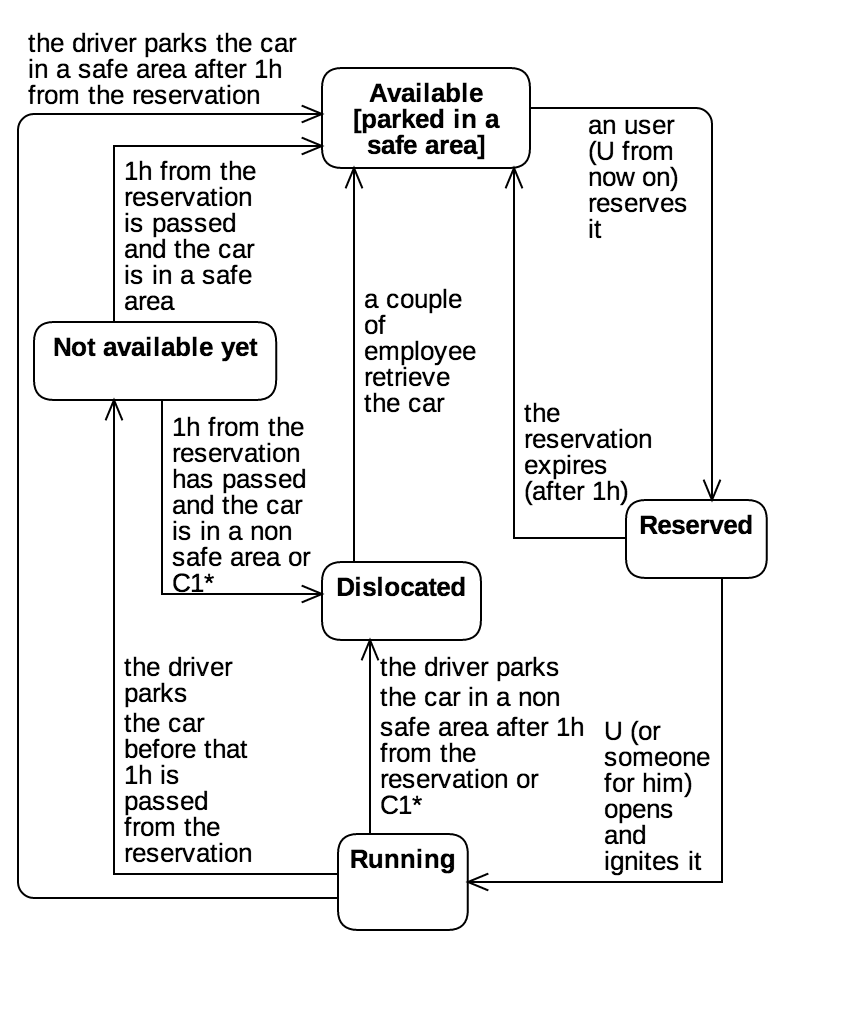 the driver parks the car
in a safe area after 1h
from the reservation
Available
[parked in a
safe area]
an user
(U from
now on)
reserves
it
1h from the
reservation
is passed
and the car
is in a safe
area
a couple
of
employee
retrieve
the car
Not available yet
the
reservation
expires
(after 1h)
1h from the
reservation
has passed
and the car
is in a non
safe area or
C1*
Reserved
Dislocated
the driver
parks
the car
before that
1h is
passed
from the
reservation
the driver parks
the car in a non
safe area after 1h
from the
reservation or
C1*
U (or
someone
for him)
opens
and
ignites it
Running